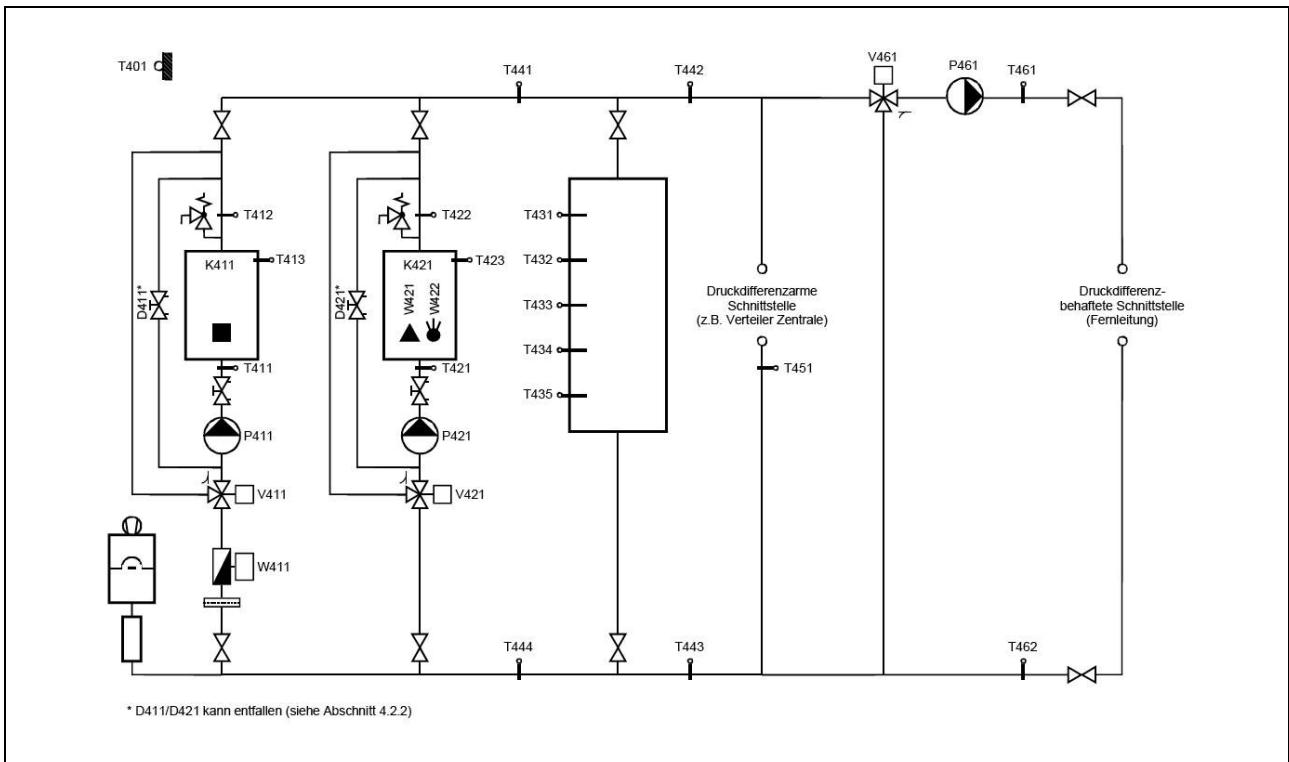 V461
P461
T461
T401
T441
T442
T412
T422
T431
K411
T413
K421
T423
T432
D411*
D421*
W421
W422
T433
Druckdifferenzarme
Schnittstelle
(z.B. Verteiler Zentrale)
Druckdifferenz-
behaftete Schnittstelle
(Fernleitung)
T434
T411
T421
T451
T435
P411
P421
V411
V421
W411
T444
T443
T462
* D411/D421 kann entfallen (siehe Abschnitt 4.2.2)